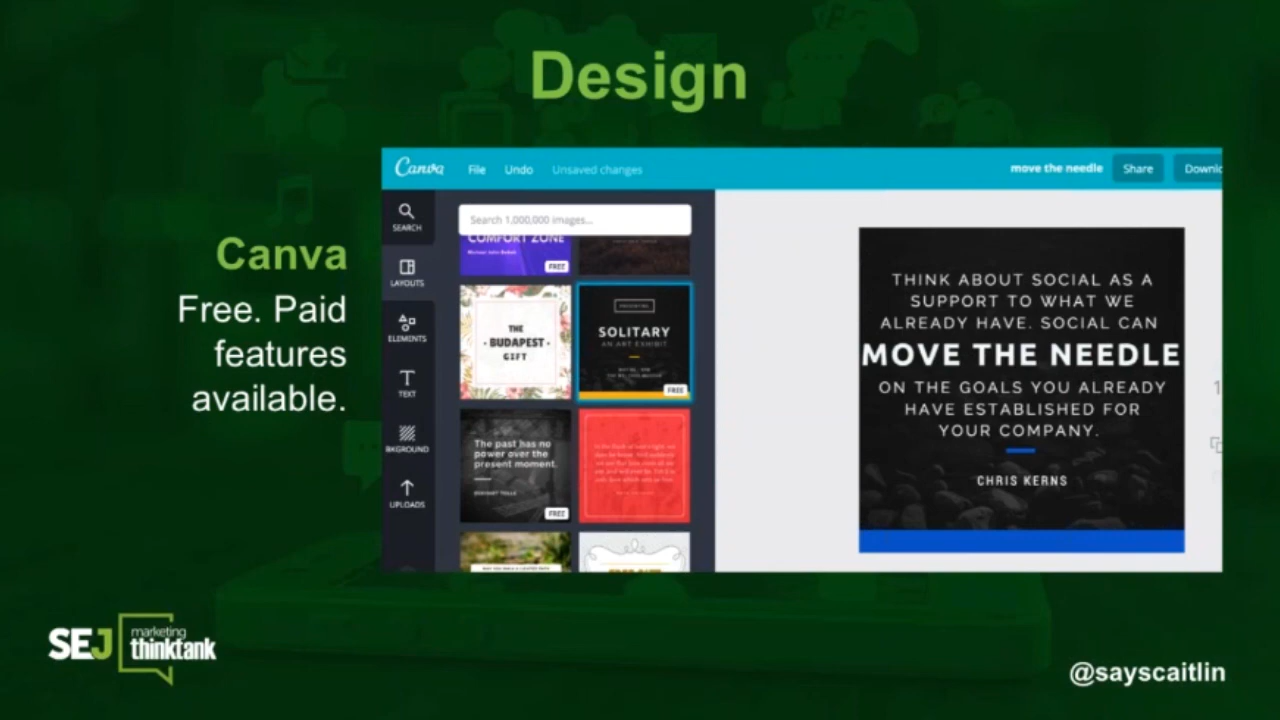 Design
Canva
Free. Paid
features
available.
Canva File Undo Unsaved changes move the needle Share
SEARCH
LAYOUTS
ELEMENTS
TEXT
BKGROUND
UPLOADS
Search 1,000,000 images...
COMFORT ZONE
FREE
THE
· BUDAPEST ·
GIFT
SOLITARY
AN ART EXHIBIT
FREE
The past has no
power over the
present moment.
FREE
THINK ABOUT SOCIAL AS A
SUPPORT TO WHAT WE
ALREADY HAVE. SOCIAL CAN
MOVE THE NEEDLE
ON THE GOALS YOU ALREADY
HAVE ESTABLISHED FOR
YOUR COMPANY.
CHRIS KERNS
SEJ marketing
thinktank
@sayscaitlin